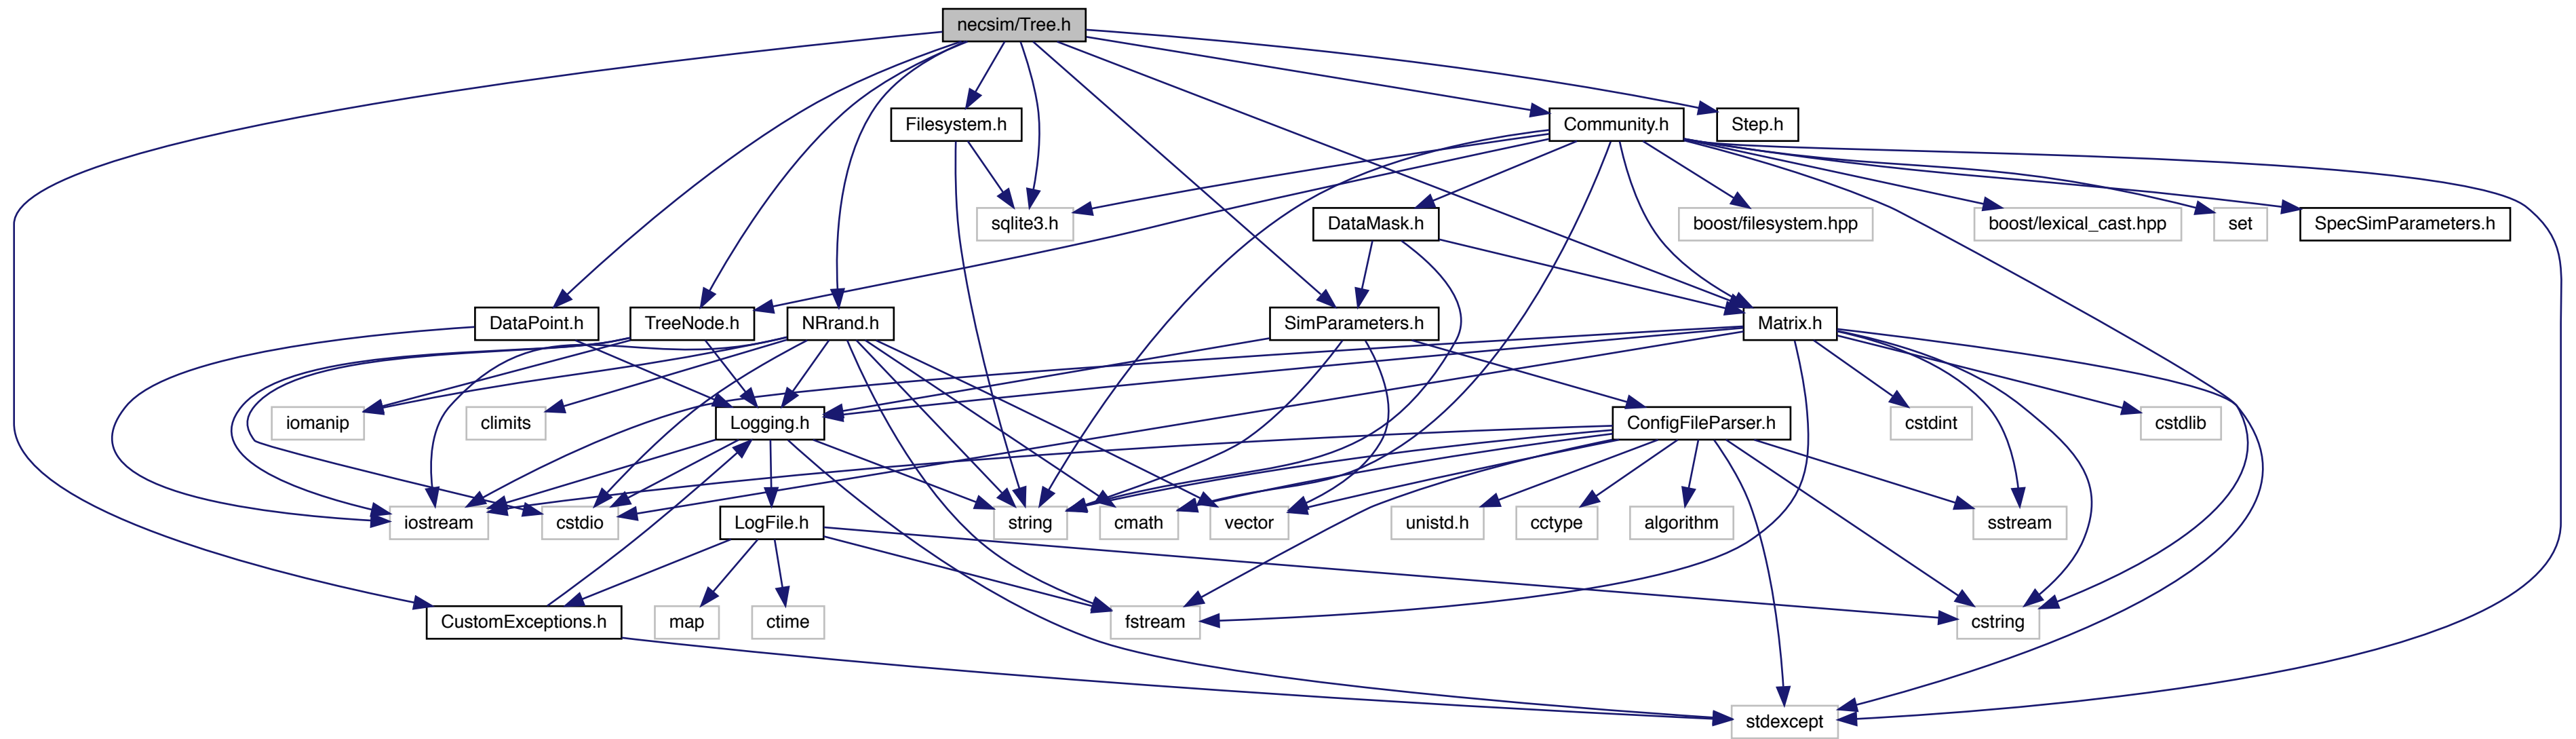 necsim/Tree.h
Filesystem.h
Community.h
Step.h
sqlite3.h
DataMask.h
boost/filesystem.hpp
boost/lexical_cast.hpp
set
SpecSimParameters.h
DataPoint.h
TreeNode.h
NRrand.h
SimParameters.h
Matrix.h
iomanip
climits
Logging.h
ConfigFileParser.h
cstdint
cstdlib
iostream
cstdio
LogFile.h
string
cmath
vector
unistd.h
cctype
algorithm
sstream
CustomExceptions.h
map
ctime
fstream
cstring
stdexcept